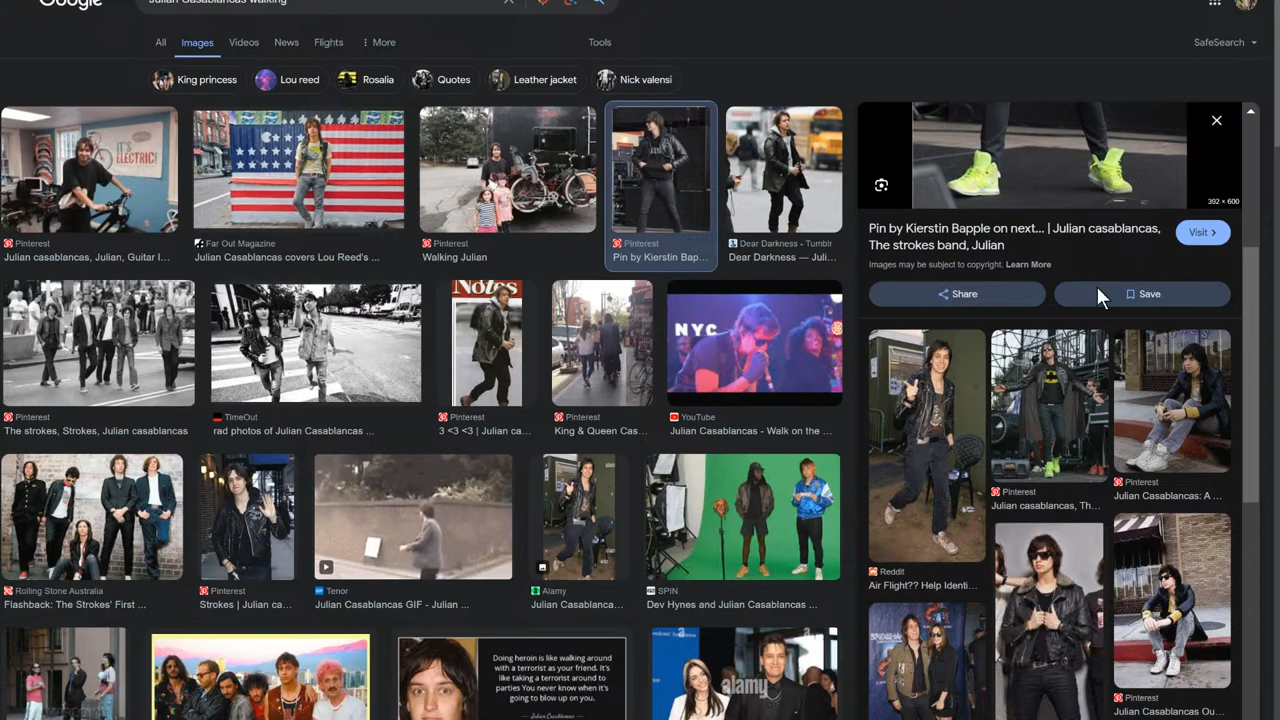 Google
Julian Casablancas walking
All Images Videos News Flights More Tools SafeSearch
King princess Lou reed Rosalia Quotes Leather jacket Nick valensi
IT'S
ELECTRIC!
Pinterest
Julian casablancas, Julian, Guitar l...
Far Out Magazine
Julian Casablancas covers Lou Reed's ...
Pinterest
Walking Julian
Pinterest
Pin by Kierstin Bap...
Dear Darkness - Tumblr
Dear Darkness — Juli...
Notes
NYC
Pinterest
The strokes, Strokes, Julian casablancas
TimeOut
rad photos of Julian Casablancas ...
Pinterest
3 <3 <3 | Julian ca...
Pinterest
King & Queen Cas...
YouTube
Julian Casablancas - Walk on the ...
Rolling Stone Australia
Flashback: The Strokes' First ...
Pinterest
Strokes | Julian ca...
Tenor
Julian Casablancas GIF - Julian ...
Alamy
Julian Casablanca...
SPIN
Dev Hynes and Julian Casablancas ...
Doing heroin is like walking around
with a terrorist as your friend. It's
like taking a terrorist around to
parties You never know when it's
going to blow up on you.
Julian Casablancas
a
alamy
392 × 600
Pin by Kierstin Bapple on next... | Julian casablancas,
The strokes band, Julian
Visit
Images may be subject to copyright. Learn More
Share
Save
Reddit
Air Flight?? Help Identi...
Pinterest
Julian casablancas, Th...
Pinterest
Julian Casablancas: A ...
Pinterest
Julian Casablancas Ou...